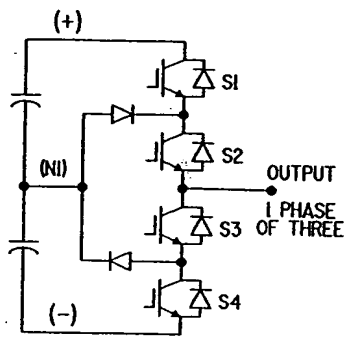 (+)
S1
S2
(N1)
OUTPUT
1 PHASE
OF THREE
S3
S4
(-)